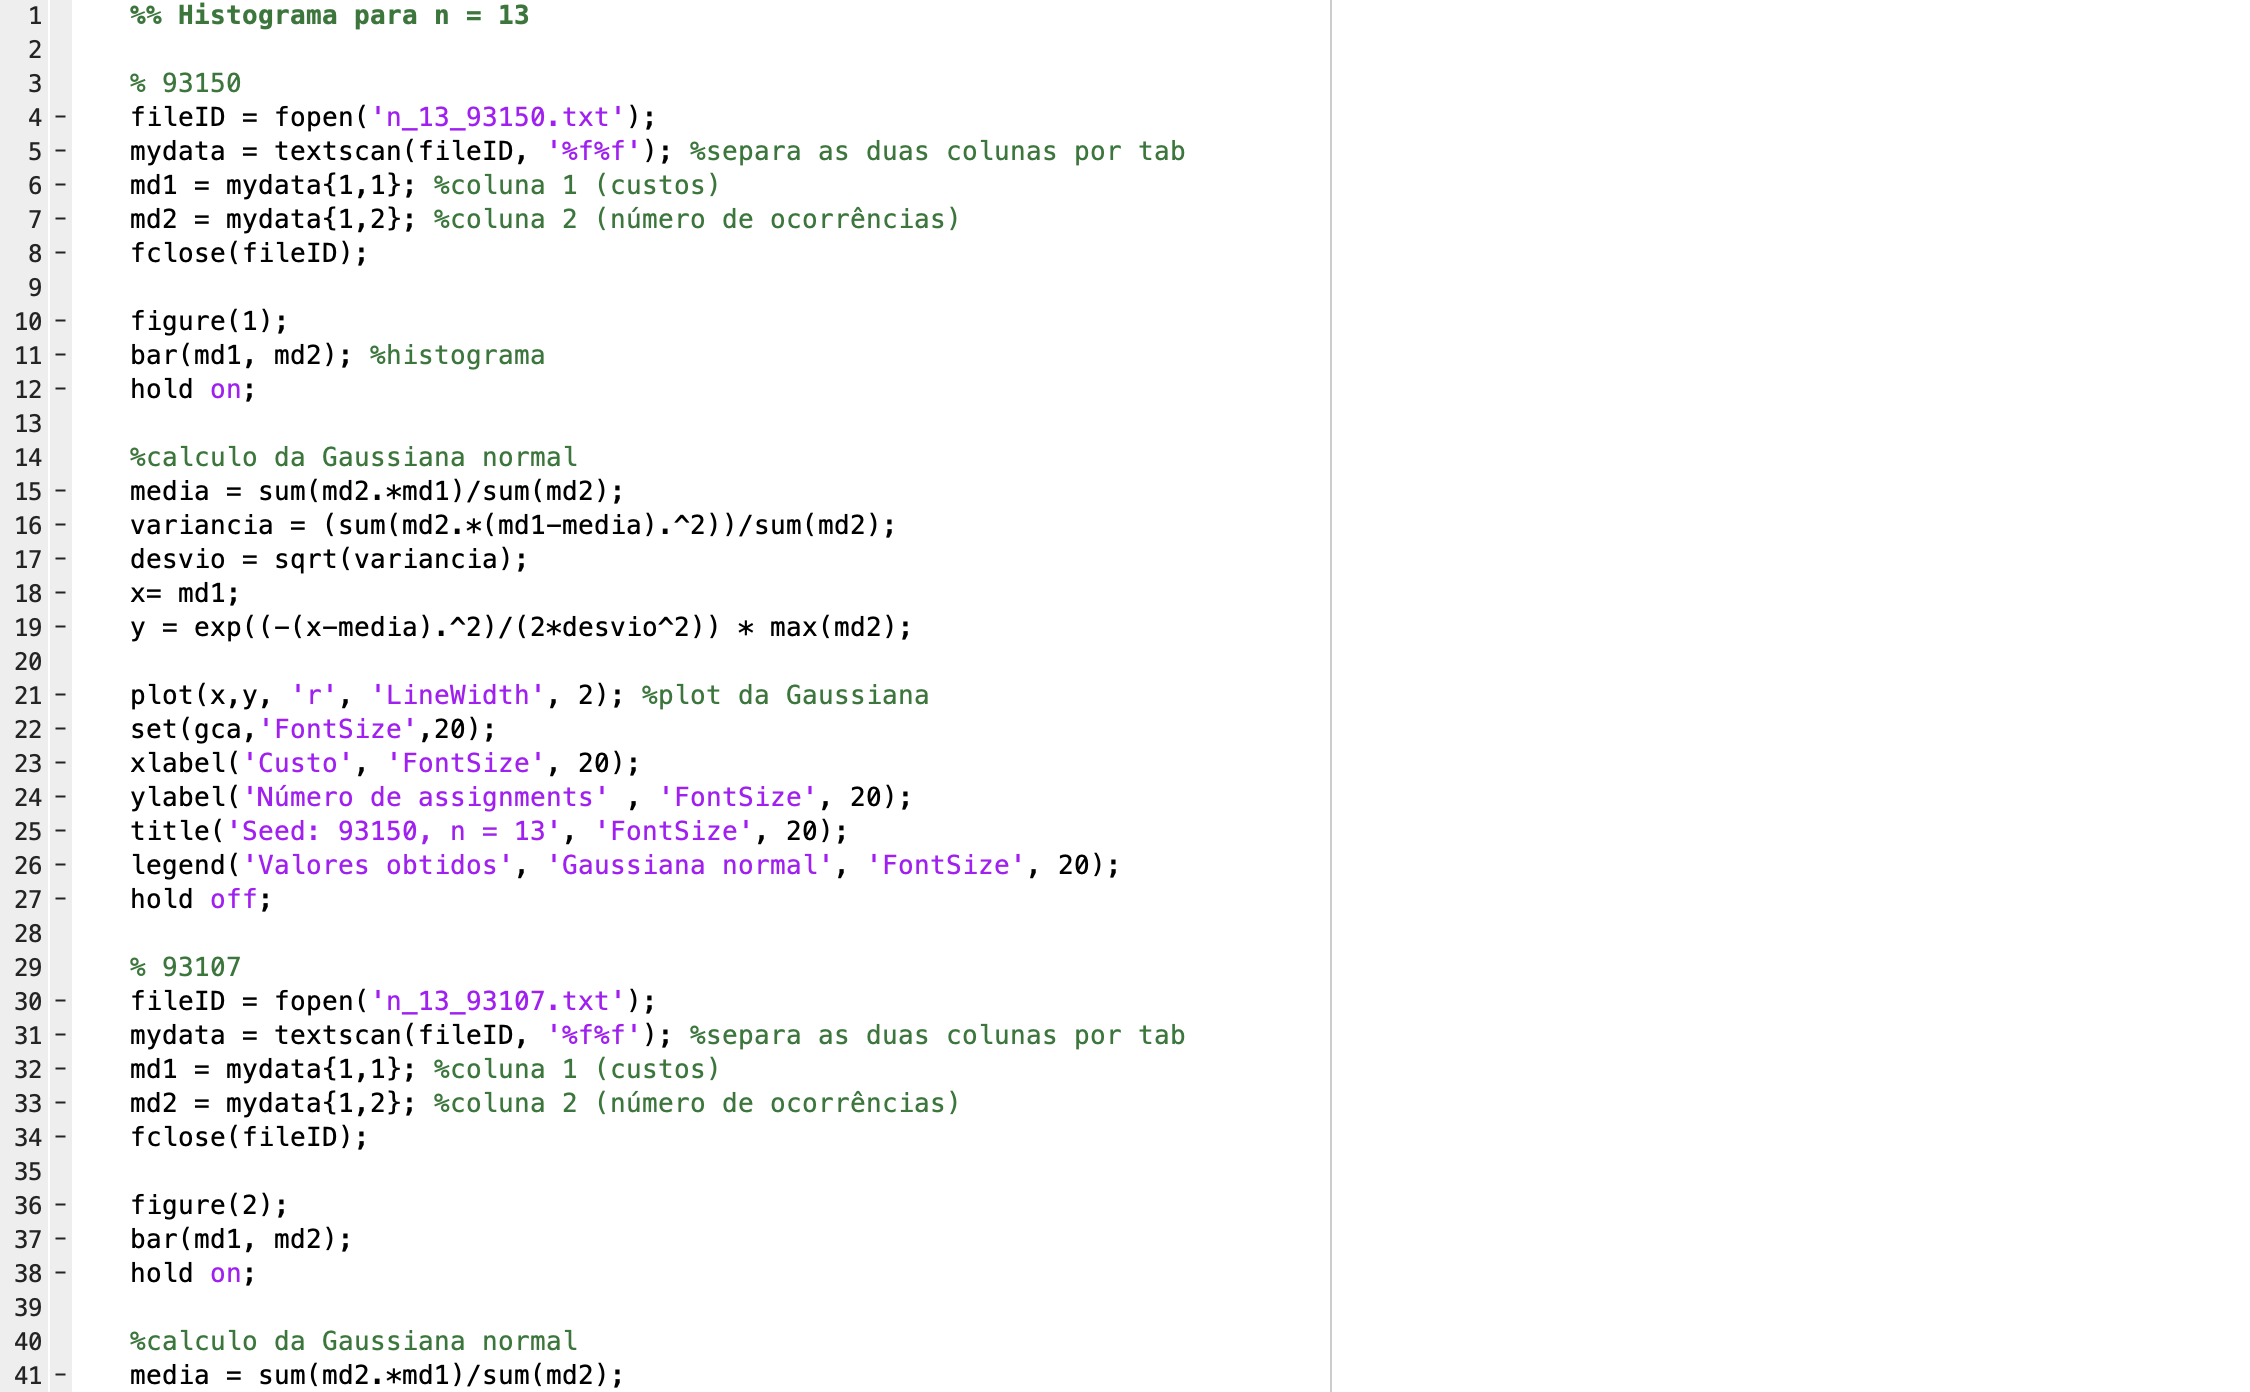 1 %% Histograma para n = 13
2
3 % 93150
4 - fileID = fopen('n_13_93150.txt');
5 - mydata = textscan(fileID, '%f%f'); %separa as duas colunas por tab
6 - md1 = mydata{1,1}; %coluna 1 (custos)
7 - md2 = mydata{1,2}; %coluna 2 (número de ocorrências)
8 - fclose(fileID);
9
10 - figure(1);
11 - bar(md1, md2); %histograma
12 - hold on;
13
14 %calculo da Gaussiana normal
15 - media = sum(md2.*md1)/sum(md2);
16 - variancia = (sum(md2.*(md1-media).^2))/sum(md2);
17 - desvio = sqrt(variancia);
18 - x= md1;
19 - y = exp((-(x-media).^2)/(2*desvio^2)) * max(md2);
20
21 - plot(x,y, 'r', 'LineWidth', 2); %plot da Gaussiana
22 - set(gca,'FontSize',20);
23 - xlabel('Custo', 'FontSize', 20);
24 - ylabel('Número de assignments' , 'FontSize', 20);
25 - title('Seed: 93150, n = 13', 'FontSize', 20);
26 - legend('Valores obtidos', 'Gaussiana normal', 'FontSize', 20);
27 - hold off;
28
29 % 93107
30 - fileID = fopen('n_13_93107.txt');
31 - mydata = textscan(fileID, '%f%f'); %separa as duas colunas por tab
32 - md1 = mydata{1,1}; %coluna 1 (custos)
33 - md2 = mydata{1,2}; %coluna 2 (número de ocorrências)
34 - fclose(fileID);
35
36 - figure(2);
37 - bar(md1, md2);
38 - hold on;
39
40 %calculo da Gaussiana normal
41 - media = sum(md2.*md1)/sum(md2);